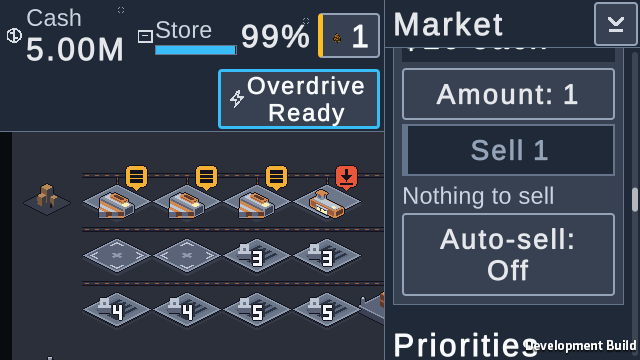 Cash
5.00M
Store
99%
1
Overdrive
Ready
Market
Amount: 1
Sell 1
Nothing to sell
Auto-sell:
Off
Priorities
Development Build
3 3
4 4 5 5